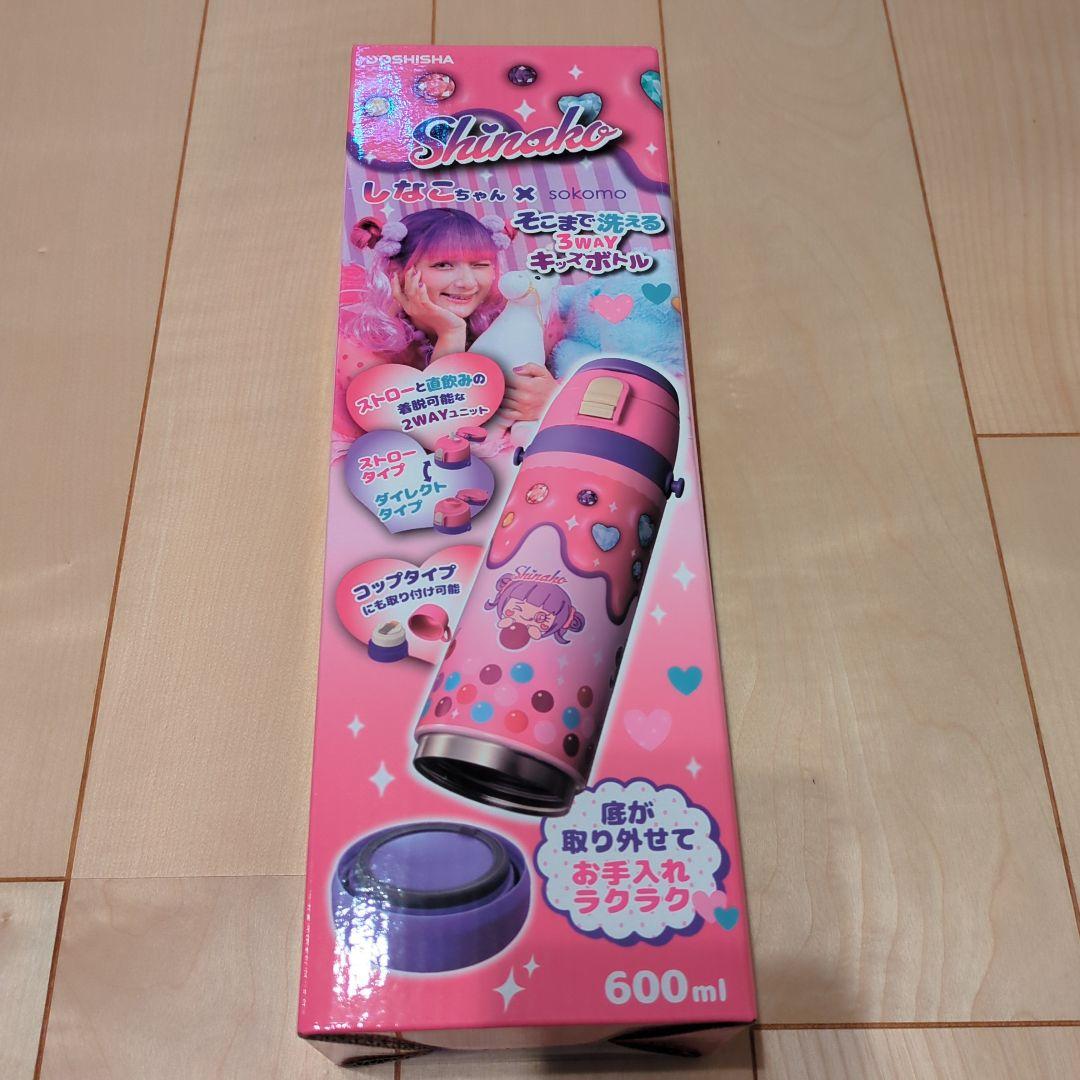 DOSHISHA
Shinako
しなこちゃん × sokomo
そこまで洗える
3WAY
キッズボトル
ストローと直飲みの
着脱可能な
2WAYユニット
ストロー
タイプ
ダイレクト
タイプ
コップタイプ
にも取り付け可能
Shinako
底が
取り外せて
お手入れ
ラクラク
600ml